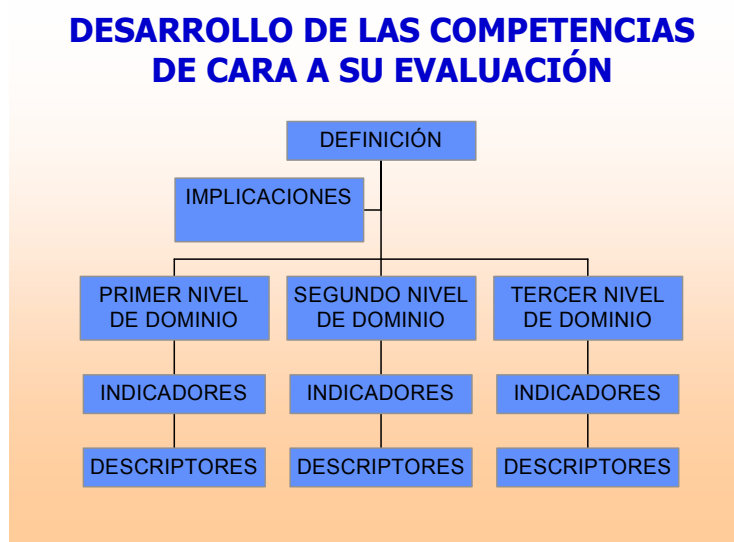 DESARROLLO DE LAS COMPETENCIAS
DE CARA A SU EVALUACIÓN
DEFINICIÓN
IMPLICACIONES
PRIMER NIVEL
DE DOMINIO
SEGUNDO NIVEL
DE DOMINIO
TERCER NIVEL
DE DOMINIO
INDICADORES
INDICADORES
INDICADORES
DESCRIPTORES
DESCRIPTORES
DESCRIPTORES